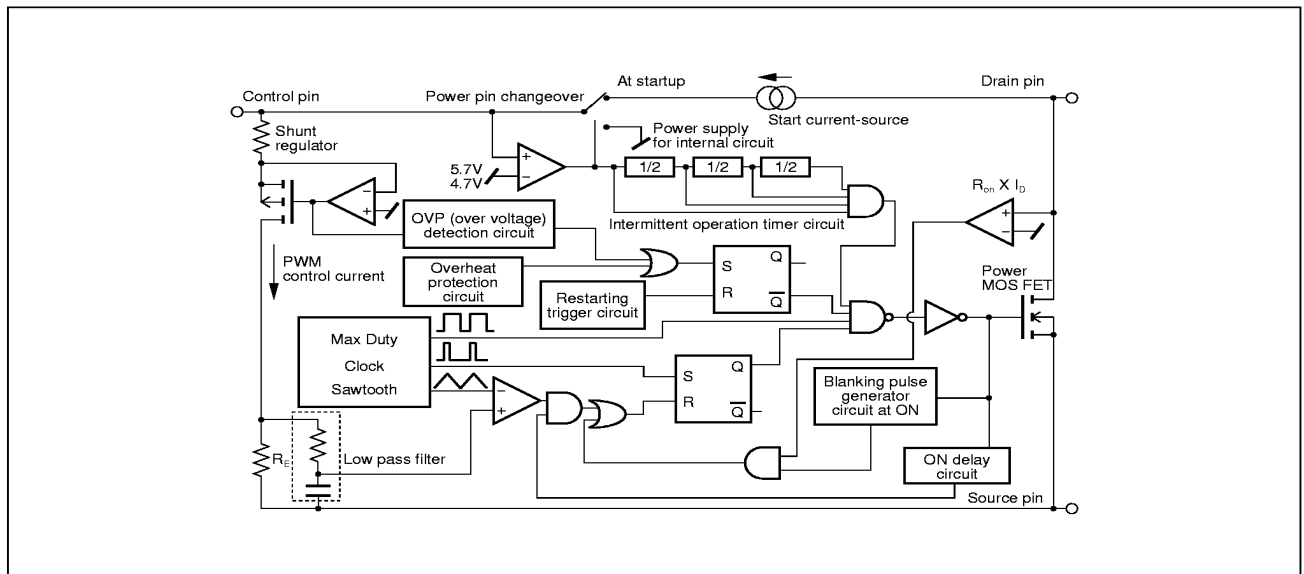 At startup
Drain pin
Control pin
Power pin changeover
Start current-source
Shunt
regulator
Power supply
for internal circuit
5.7V
4.7V
+
−
1/2
1/2
1/2
−
+
R_on X I_D
+
−
OVP (over voltage)
detection circuit
Intermittent operation timer circuit
PWM
control current
Overheat
protection
circuit
S
Q
R
Q̅
Restarting
trigger circuit
Power
MOS FET
Max Duty
Clock
Sawtooth
S
Q
R
Q̅
−
+
Blanking pulse
generator
circuit at ON
R_E
Low pass filter
ON delay
circuit
Source pin